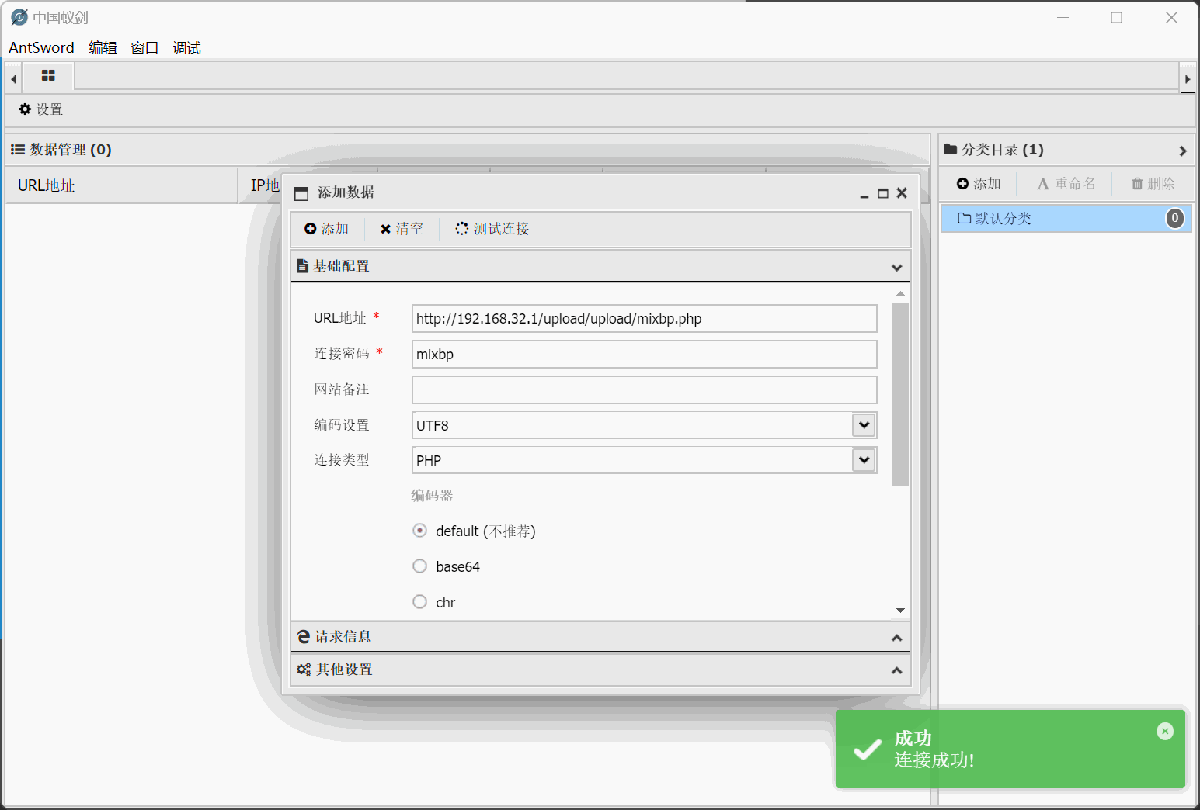 中国蚁剑
AntSword 编辑 窗口 调试
设置
数据管理 (0)
分类目录 (1)
URL地址
IP地
添加 重命名 删除
默认分类 0
添加数据
添加 清空 测试连接
基础配置
URL地址 * http://192.168.32.1/upload/upload/mixbp.php
连接密码 * mixbp
网站备注
编码设置 UTF8
连接类型 PHP
编码器
default (不推荐)
base64
chr
请求信息
其他设置
成功
连接成功!